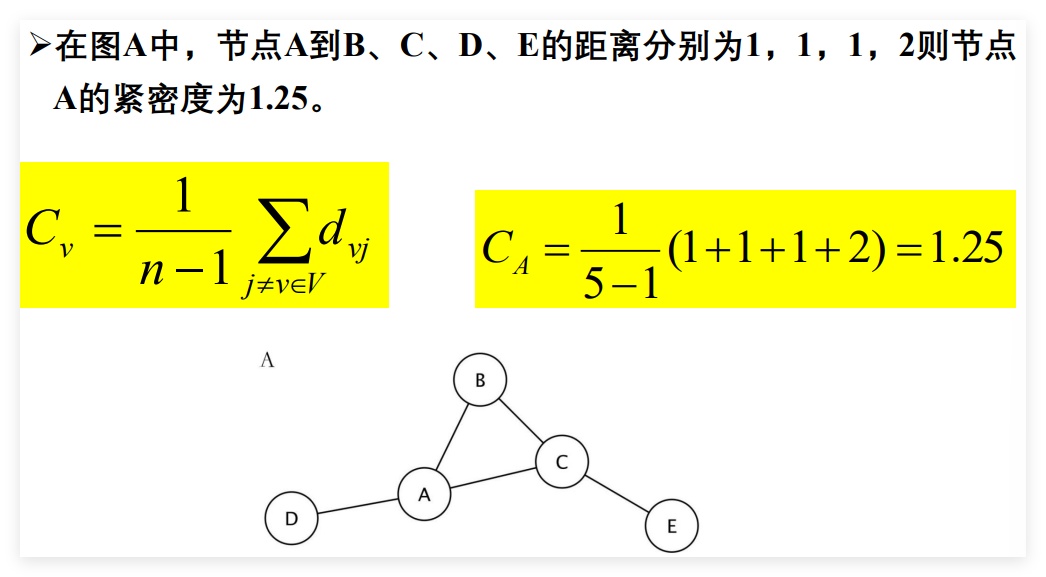 ➢在图A中，节点A到B、C、D、E的距离分别为1，1，1，2则节点
A的紧密度为1.25。
C_v = \frac{1}{n-1} \sum_{j≠v∈V} d_{vj}
C_A = \frac{1}{5-1}(1+1+1+2)=1.25
A
B
C
A
D
E